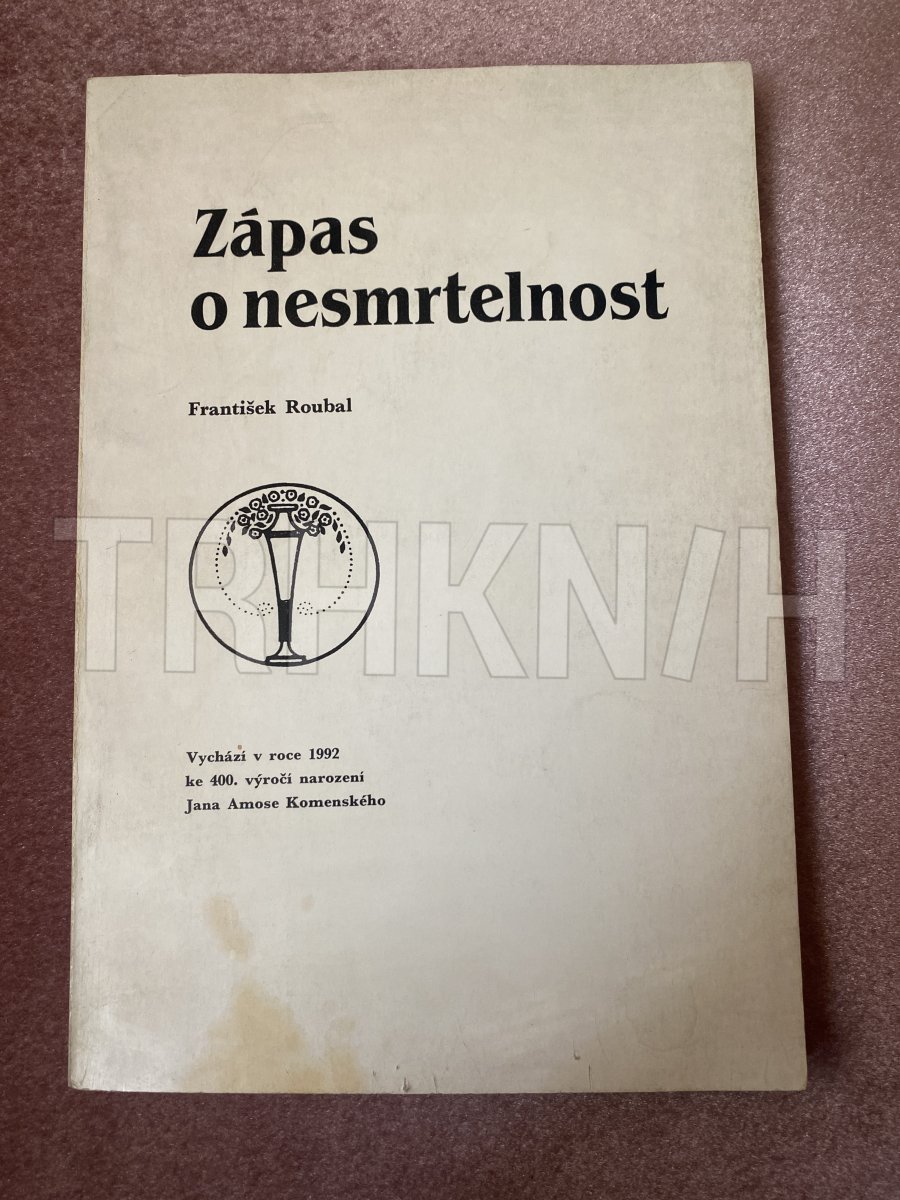 Zápas
o nesmrtelnost
František Roubal
TRHKNIH
Vychází v roce 1992
ke 400. výročí narození
Jana Amose Komenského